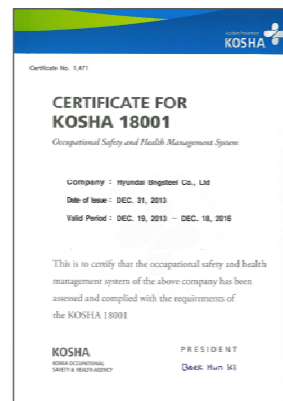 Accident Prevention
KOSHA
Certificate No. 1,471
CERTIFICATE FOR
KOSHA 18001
Occupational Safety and Health Management System
Company : Hyundai Bngsteel Co., Ltd
Date of Issue : DEC. 31, 2013
Valid Period : DEC. 19, 2013 － DEC. 18, 2016
This is to certify that the occupational safety and health
management system of the above company has been
assessed and complied with the requirements of
the KOSHA 18001
KOSHA
KOREA OCCUPATIONAL
SAFETY & HEALTH AGENCY
PRESIDENT
Baek Hun Ki